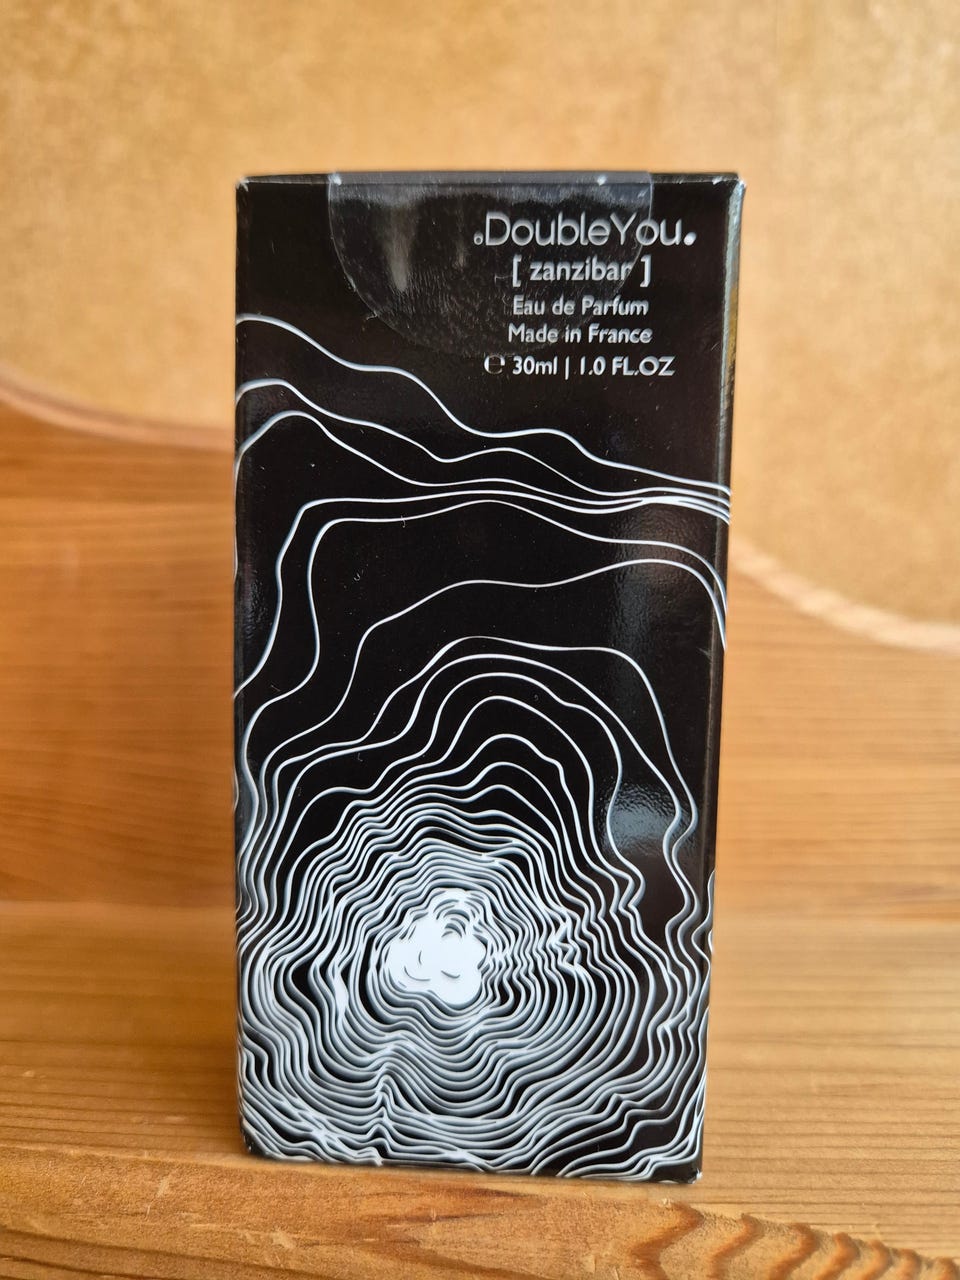 .DoubleYou.
[ zanzibar ]
Eau de Parfum
Made in France
℮ 30ml | 1.0 FL.OZ